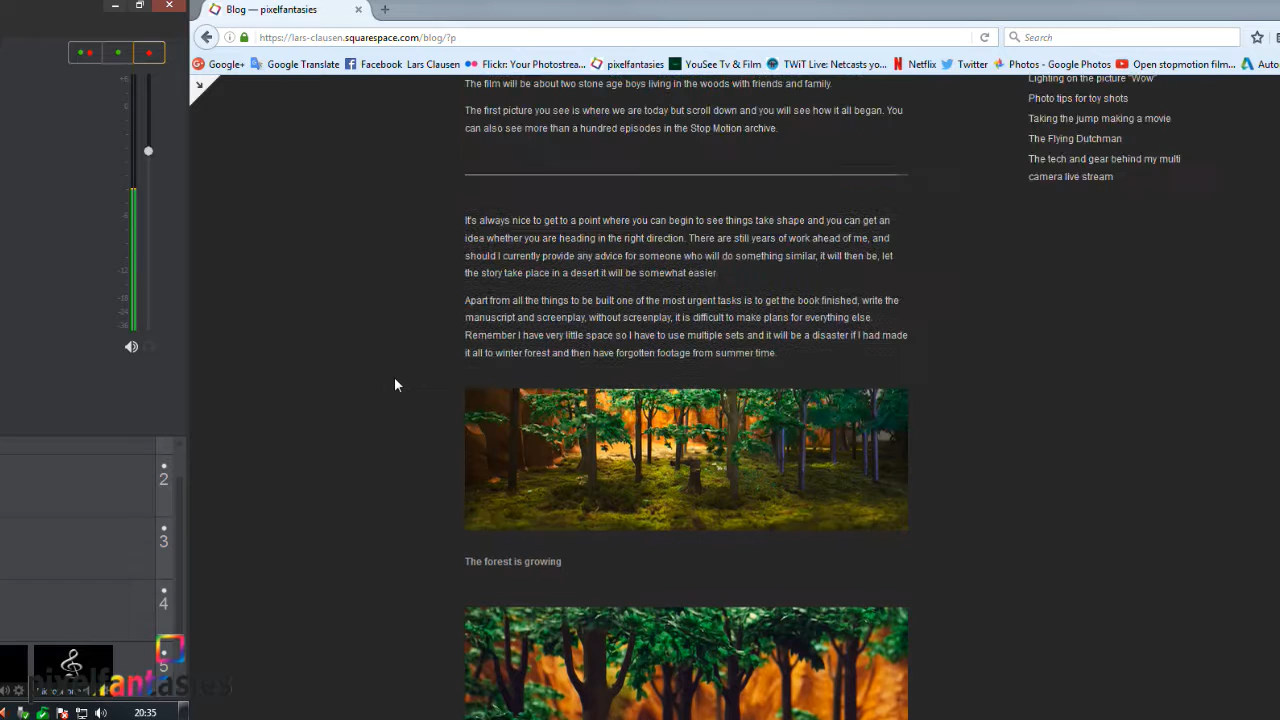 Blog — pixelfantasies
https://lars-clausen.squarespace.com/blog/?p
Search
Google+
Google Translate
Facebook
Lars Clausen
Flickr: Your Photostrea...
pixelfantasies
YouSee Tv & Film
TWiT Live: Netcasts yo...
Netflix
Twitter
Photos - Google Photos
Open stopmotion film...
Auto
The film will be about two stone age boys living in the woods with friends and family.
The first picture you see is where we are today but scroll down and you will see how it all began. You
can also see more than a hundred episodes in the Stop Motion archive.
Lighting on the picture "Wow"
Photo tips for toy shots
Taking the jump making a movie
The Flying Dutchman
The tech and gear behind my multi
camera live stream
It's always nice to get to a point where you can begin to see things take shape and you can get an
idea whether you are heading in the right direction. There are still years of work ahead of me, and
should I currently provide any advice for someone who will do something similar, it will then be, let
the story take place in a desert it will be somewhat easier.
Apart from all the things to be built one of the most urgent tasks is to get the book finished, write the
manuscript and screenplay, without screenplay, it is difficult to make plans for everything else.
Remember I have very little space so I have to use multiple sets and it will be a disaster if I had made
it all to winter forest and then have forgotten footage from summer time.
The forest is growing
2
3
4
5
pixelfantasies
20:35